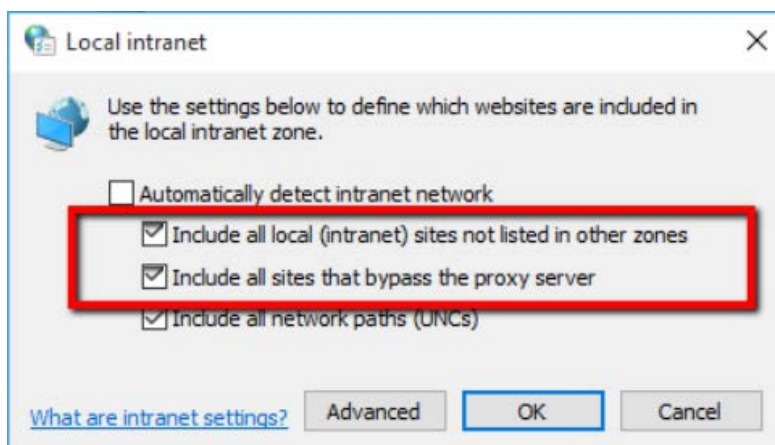 Local intranet
Use the settings below to define which websites are included in
the local intranet zone.
Automatically detect intranet network
Include all local (intranet) sites not listed in other zones
Include all sites that bypass the proxy server
Include all network paths (UNCs)
What are intranet settings?
Advanced
OK
Cancel